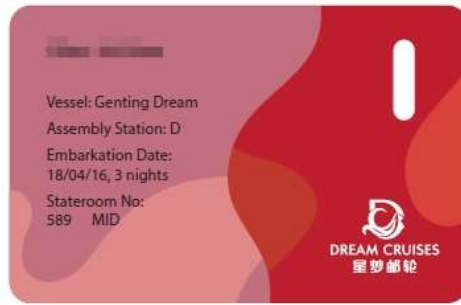 Vessel: Genting Dream
Assembly Station: D
Embarkation Date:
18/04/16, 3 nights
Stateroom No:
589 MID
DREAM CRUISES
星梦邮轮